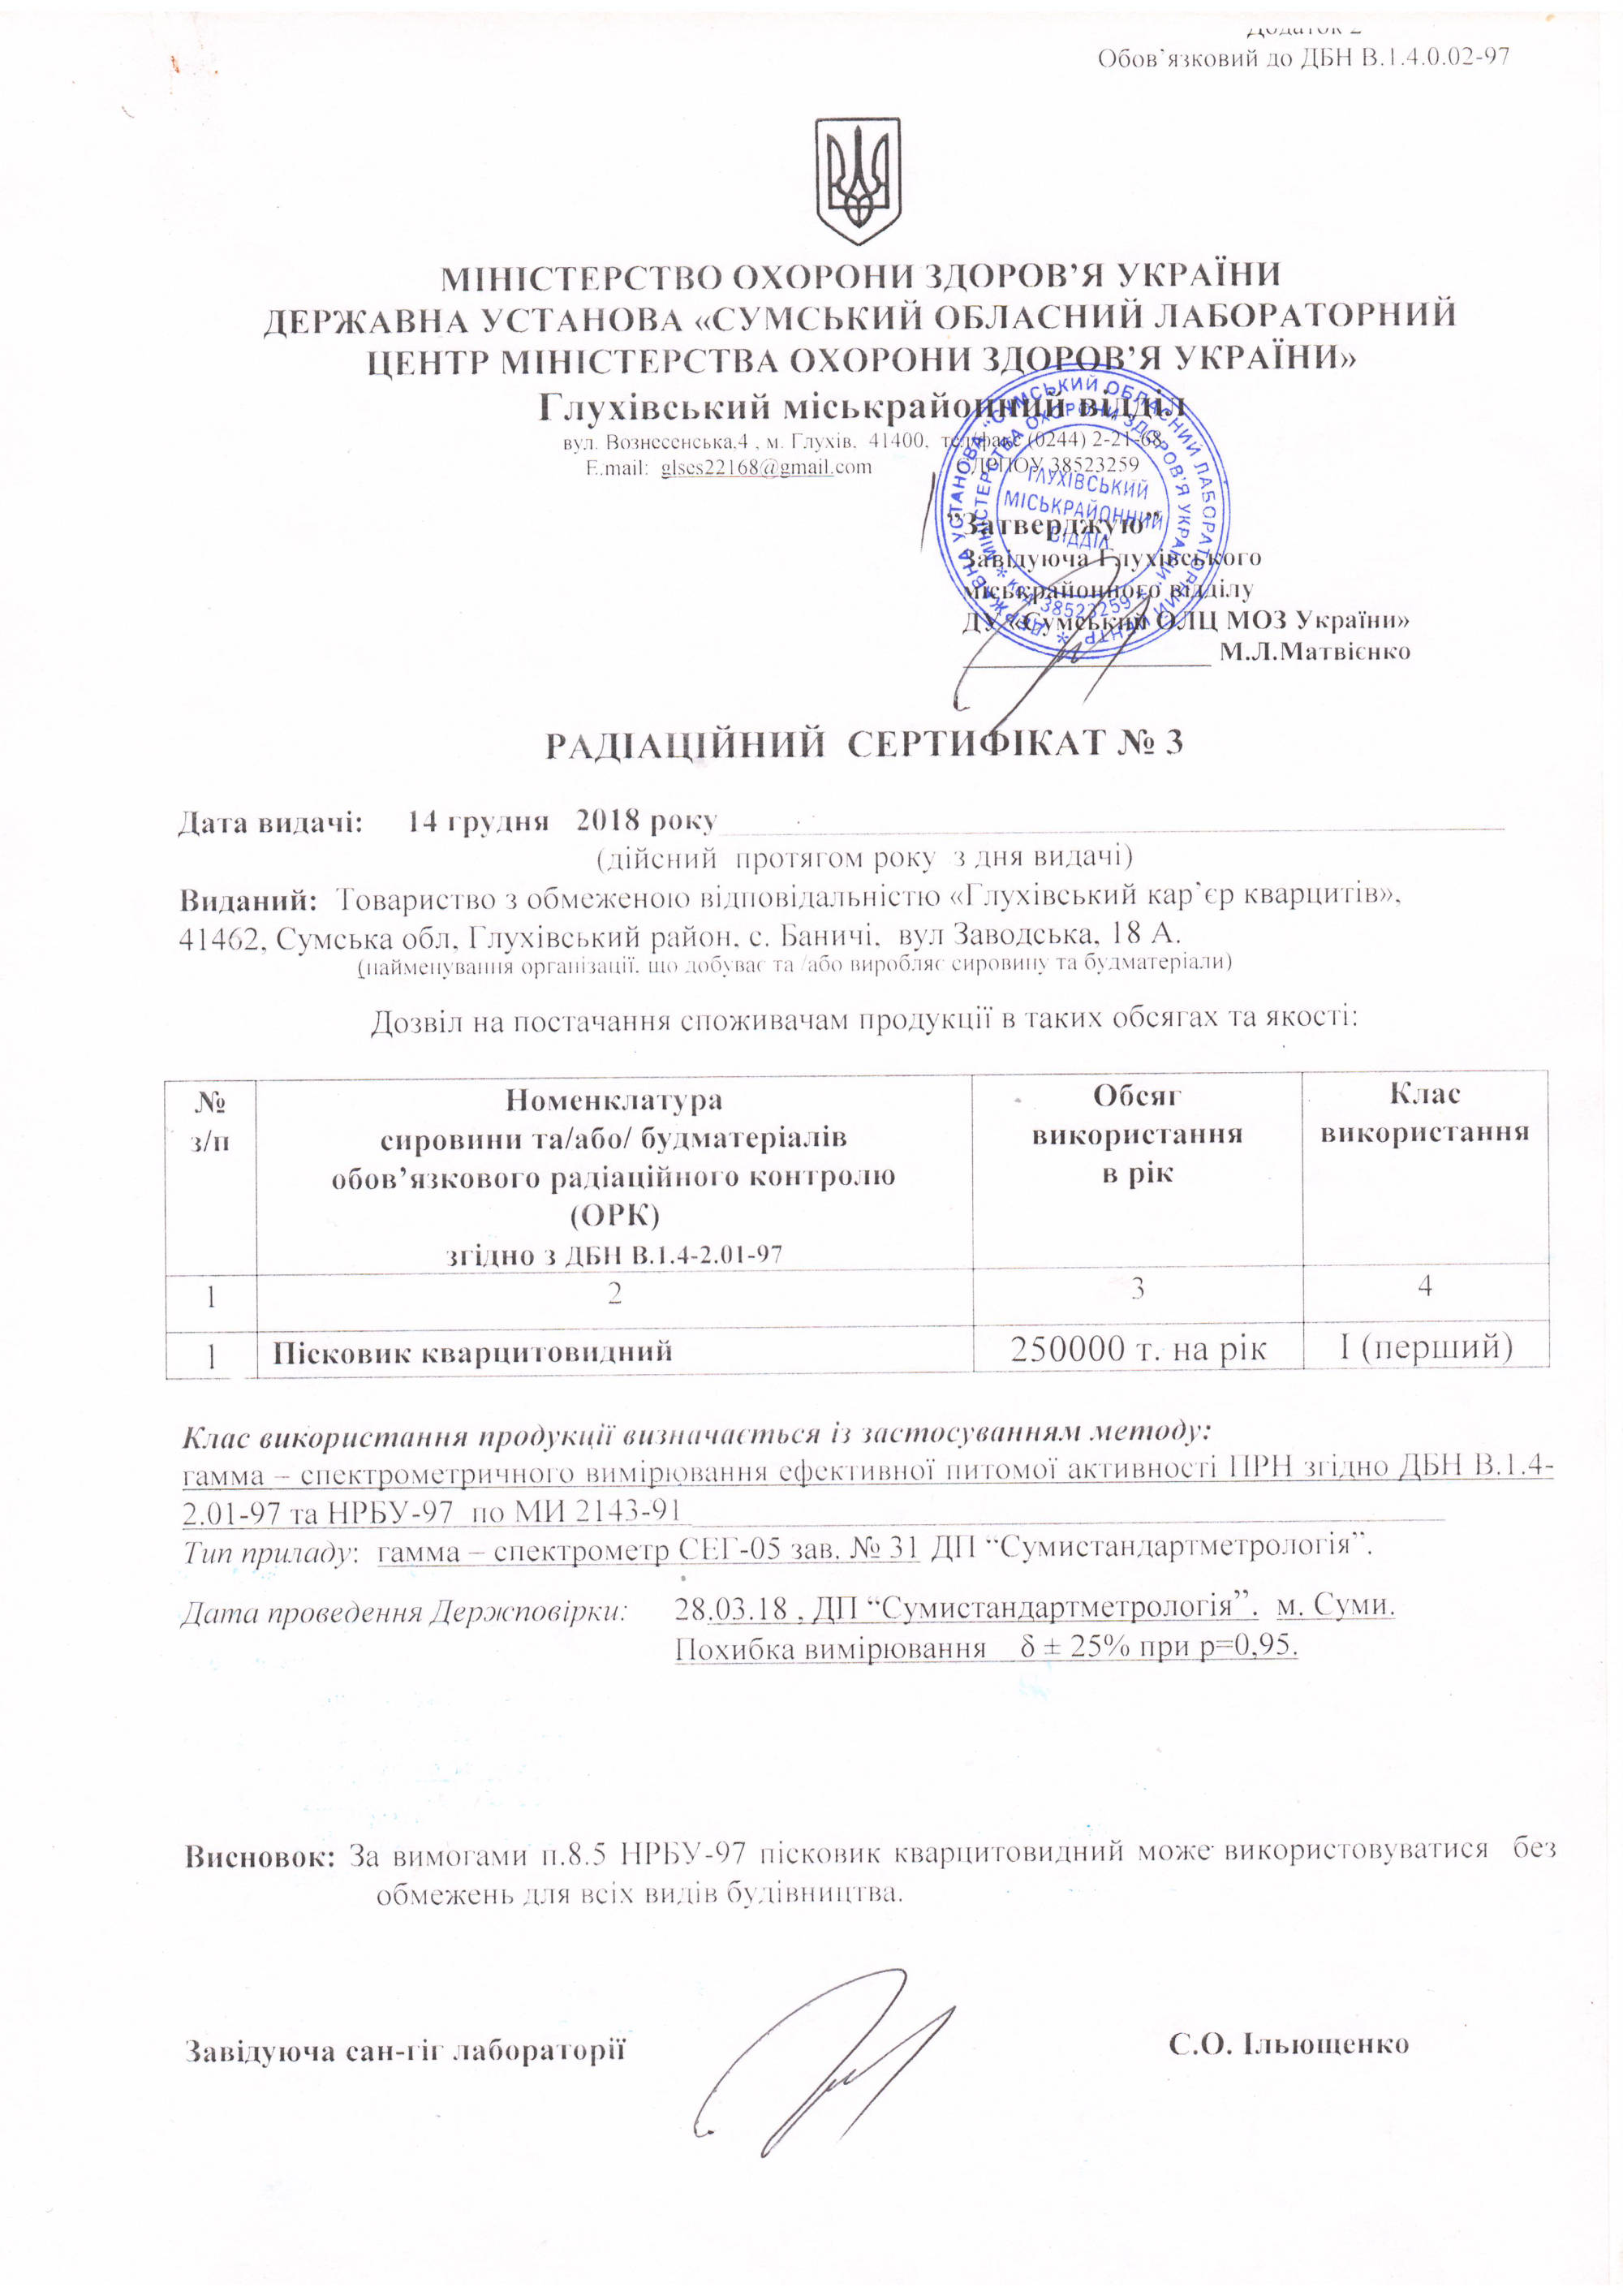 Додаток 2
Обов’язковий до ДБН В.1.4.0.02-97
МІНІСТЕРСТВО ОХОРОНИ ЗДОРОВ’Я УКРАЇНИ
ДЕРЖАВНА УСТАНОВА «СУМСЬКИЙ ОБЛАСНИЙ ЛАБОРАТОРНИЙ
ЦЕНТР МІНІСТЕРСТВА ОХОРОНИ ЗДОРОВ’Я УКРАЇНИ»
Глухівський міськрайонний відділ
вул. Вознесенська,4 , м. Глухів, 41400, тел/факс (0244) 2-21-68
E.mail: glses22168@gmail.com ЄДРПОУ 38523259
ДЕРЖАВНА УСТАНОВА “СУМСЬКИЙ ОБЛАСНИЙ ЛАБОРАТОРНИЙ ЦЕНТР
МІНІСТЕРСТВА ОХОРОНИ ЗДОРОВ’Я УКРАЇНИ”
код 38523259
ГЛУХІВСЬКИЙ
МІСЬКРАЙОННИЙ
ВІДДІЛ
“Затверджую”
Завідуюча Глухівського
міськрайонного відділу
ДУ «Сумський ОЛЦ МОЗ України»
М.Л.Матвієнко
РАДІАЦІЙНИЙ СЕРТИФІКАТ № 3
Дата видачі: 14 грудня 2018 року
(дійсний протягом року з дня видачі)
Виданий: Товариство з обмеженою відповідальністю «Глухівський кар’єр кварцитів»,
41462, Сумська обл, Глухівський район, с. Баничі, вул Заводська, 18 А.
(найменування організації, що добуває та /або виробляє сировину та будматеріали)
Дозвіл на постачання споживачам продукції в таких обсягах та якості:
№ з/п
Номенклатура
сировини та/або/ будматеріалів
обов’язкового радіаційного контролю
(ОРК)
згідно з ДБН В.1.4-2.01-97
Обсяг
використання
в рік
Клас
використання
1 2 3 4
1 Пісковик кварцитовидний 250000 т. на рік І (перший)
Клас використання продукції визначається із застосуванням методу:
гамма – спектрометричного вимірювання ефективної питомої активності ПРН згідно ДБН В.1.4-
2.01-97 та НРБУ-97 по МИ 2143-91
Тип приладу: гамма – спектрометр СЕГ-05 зав. № 31 ДП “Сумистандартметрологія”.
Дата проведення Держповірки: 28.03.18 , ДП “Сумистандартметрологія”. м. Суми.
Похибка вимірювання δ ± 25% при р=0,95.
Висновок: За вимогами п.8.5 НРБУ-97 пісковик кварцитовидний може використовуватися без
обмежень для всіх видів будівництва.
Завідуюча сан-гіг лабораторії С.О. Ільющенко